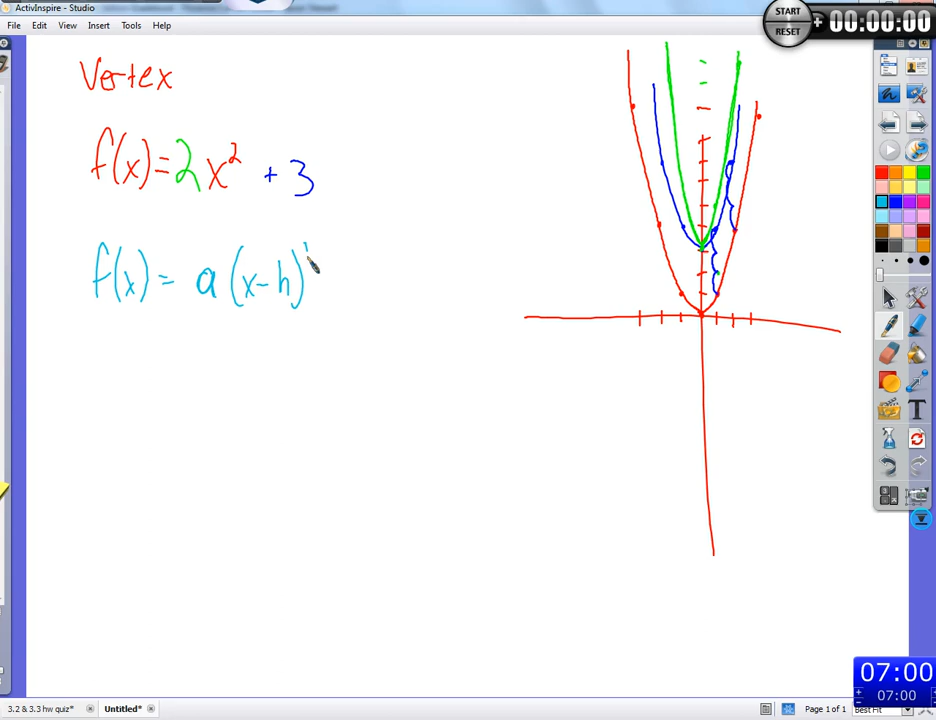 ActivInspire - Studio
START
RESET
+ 00:00:00
File Edit View Insert Tools Help
Vertex
f(x)=2x² + 3
f(x) = a(x-h)
T
07:00
+ 07:00
3.2 & 3.3 hw quiz* Untitled*
Page 1 of 1
Best Fit